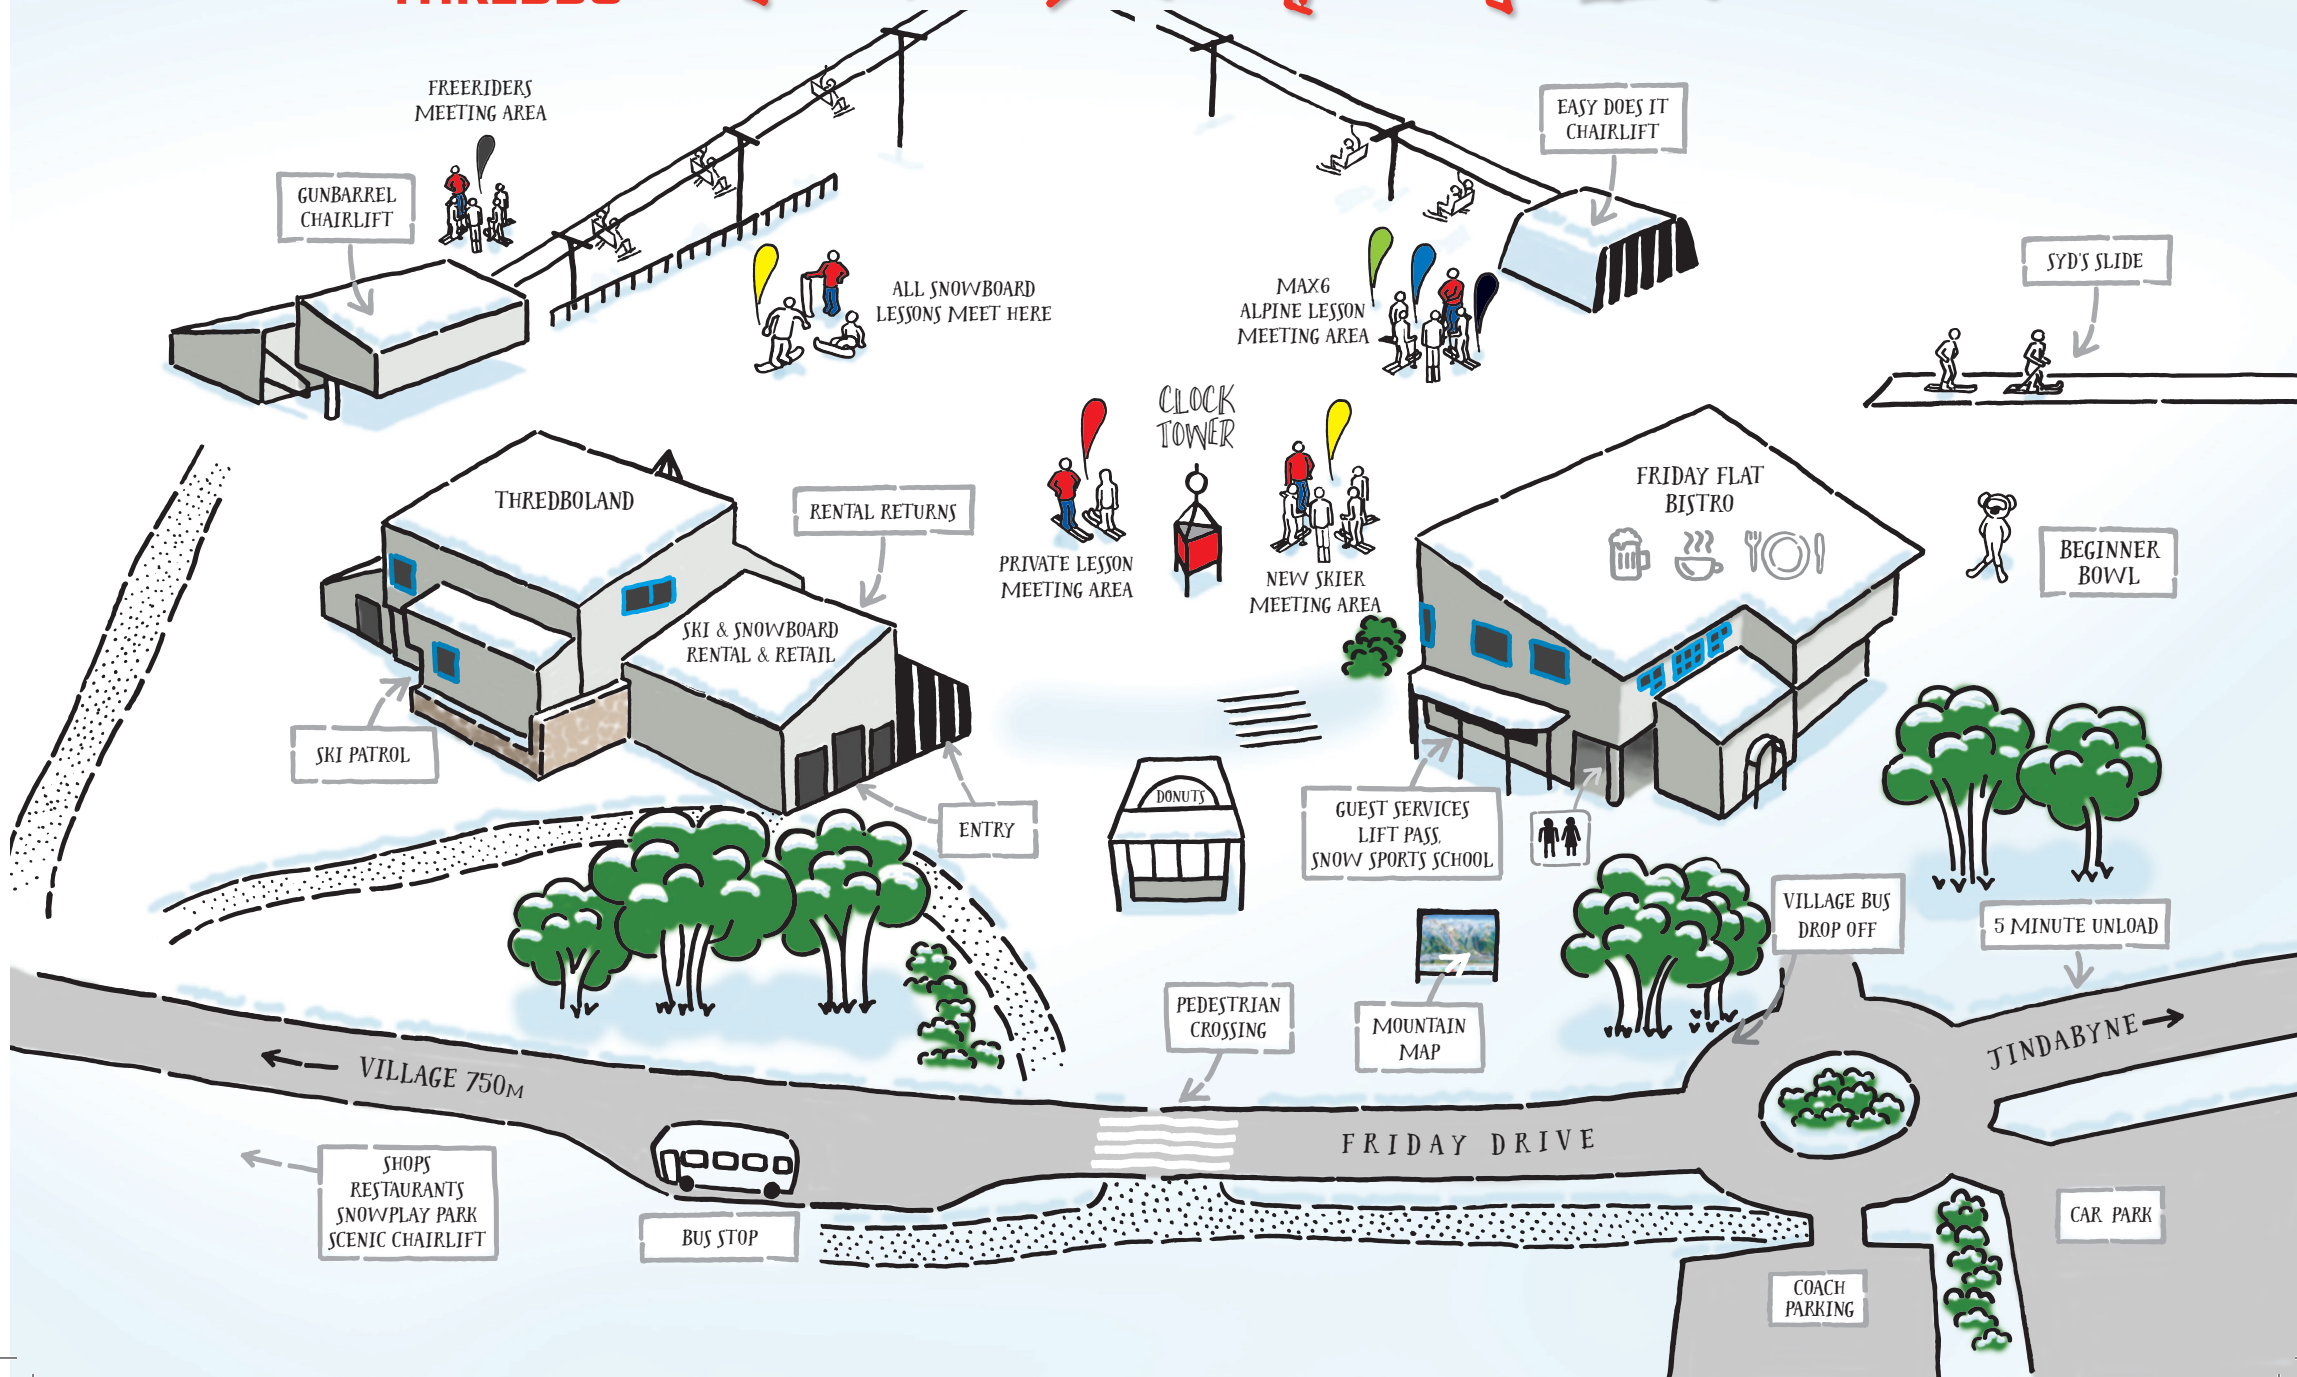 THREDBO
FREERIDERS
MEETING AREA
GUNBARREL
CHAIRLIFT
EASY DOES IT
CHAIRLIFT
SYD'S SLIDE
ALL SNOWBOARD
LESSONS MEET HERE
MAX6
ALPINE LESSON
MEETING AREA
CLOCK
TOWER
THREDBOLAND
RENTAL RETURNS
PRIVATE LESSON
MEETING AREA
NEW SKIER
MEETING AREA
FRIDAY FLAT
BISTRO
BEGINNER
BOWL
SKI & SNOWBOARD
RENTAL & RETAIL
SKI PATROL
ENTRY
DONUTS
GUEST SERVICES
LIFT PASS,
SNOW SPORTS SCHOOL
VILLAGE BUS
DROP OFF
5 MINUTE UNLOAD
PEDESTRIAN
CROSSING
MOUNTAIN
MAP
JINDABYNE
VILLAGE 750M
FRIDAY DRIVE
SHOPS
RESTAURANTS
SNOWPLAY PARK
SCENIC CHAIRLIFT
BUS STOP
CAR PARK
COACH
PARKING